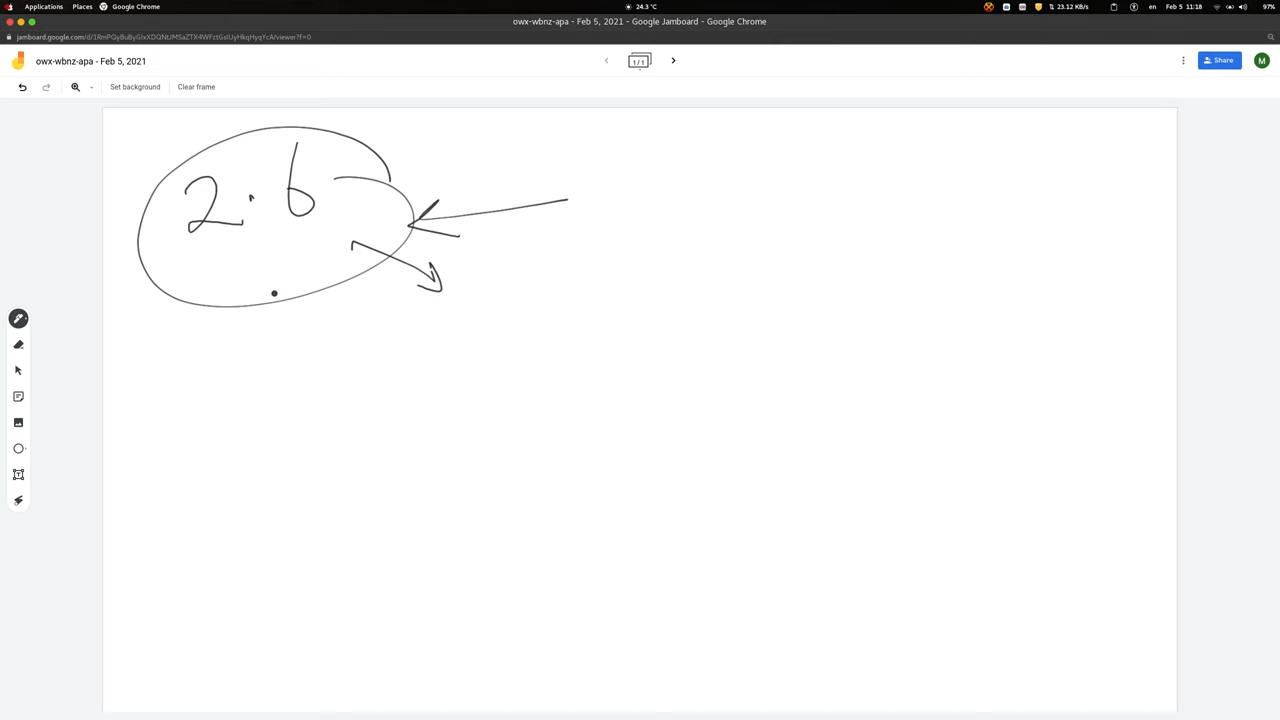 Applications Places Google Chrome 24.3 °C 23.12 KB/s en Feb 5 11:18 97%
owx-wbnz-apa - Feb 5, 2021 - Google Jamboard - Google Chrome
owx-wbnz-apa - Feb 5, 2021
1 / 1
Share
M
Set background Clear frame
2.6